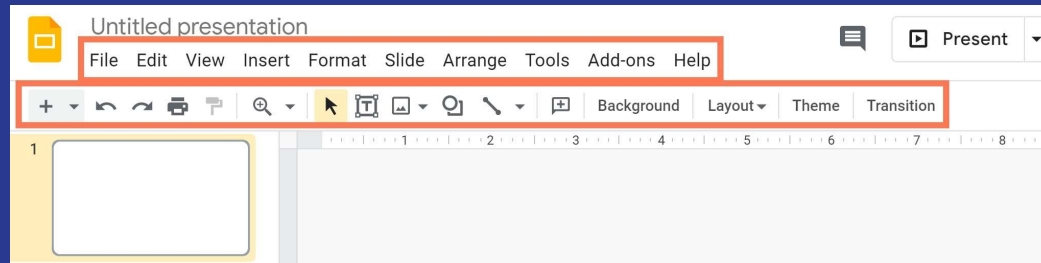 Untitled presentation
Present
File Edit View Insert Format Slide Arrange Tools Add-ons Help
Background Layout Theme Transition
1
1 2 3 4 5 6 7 8